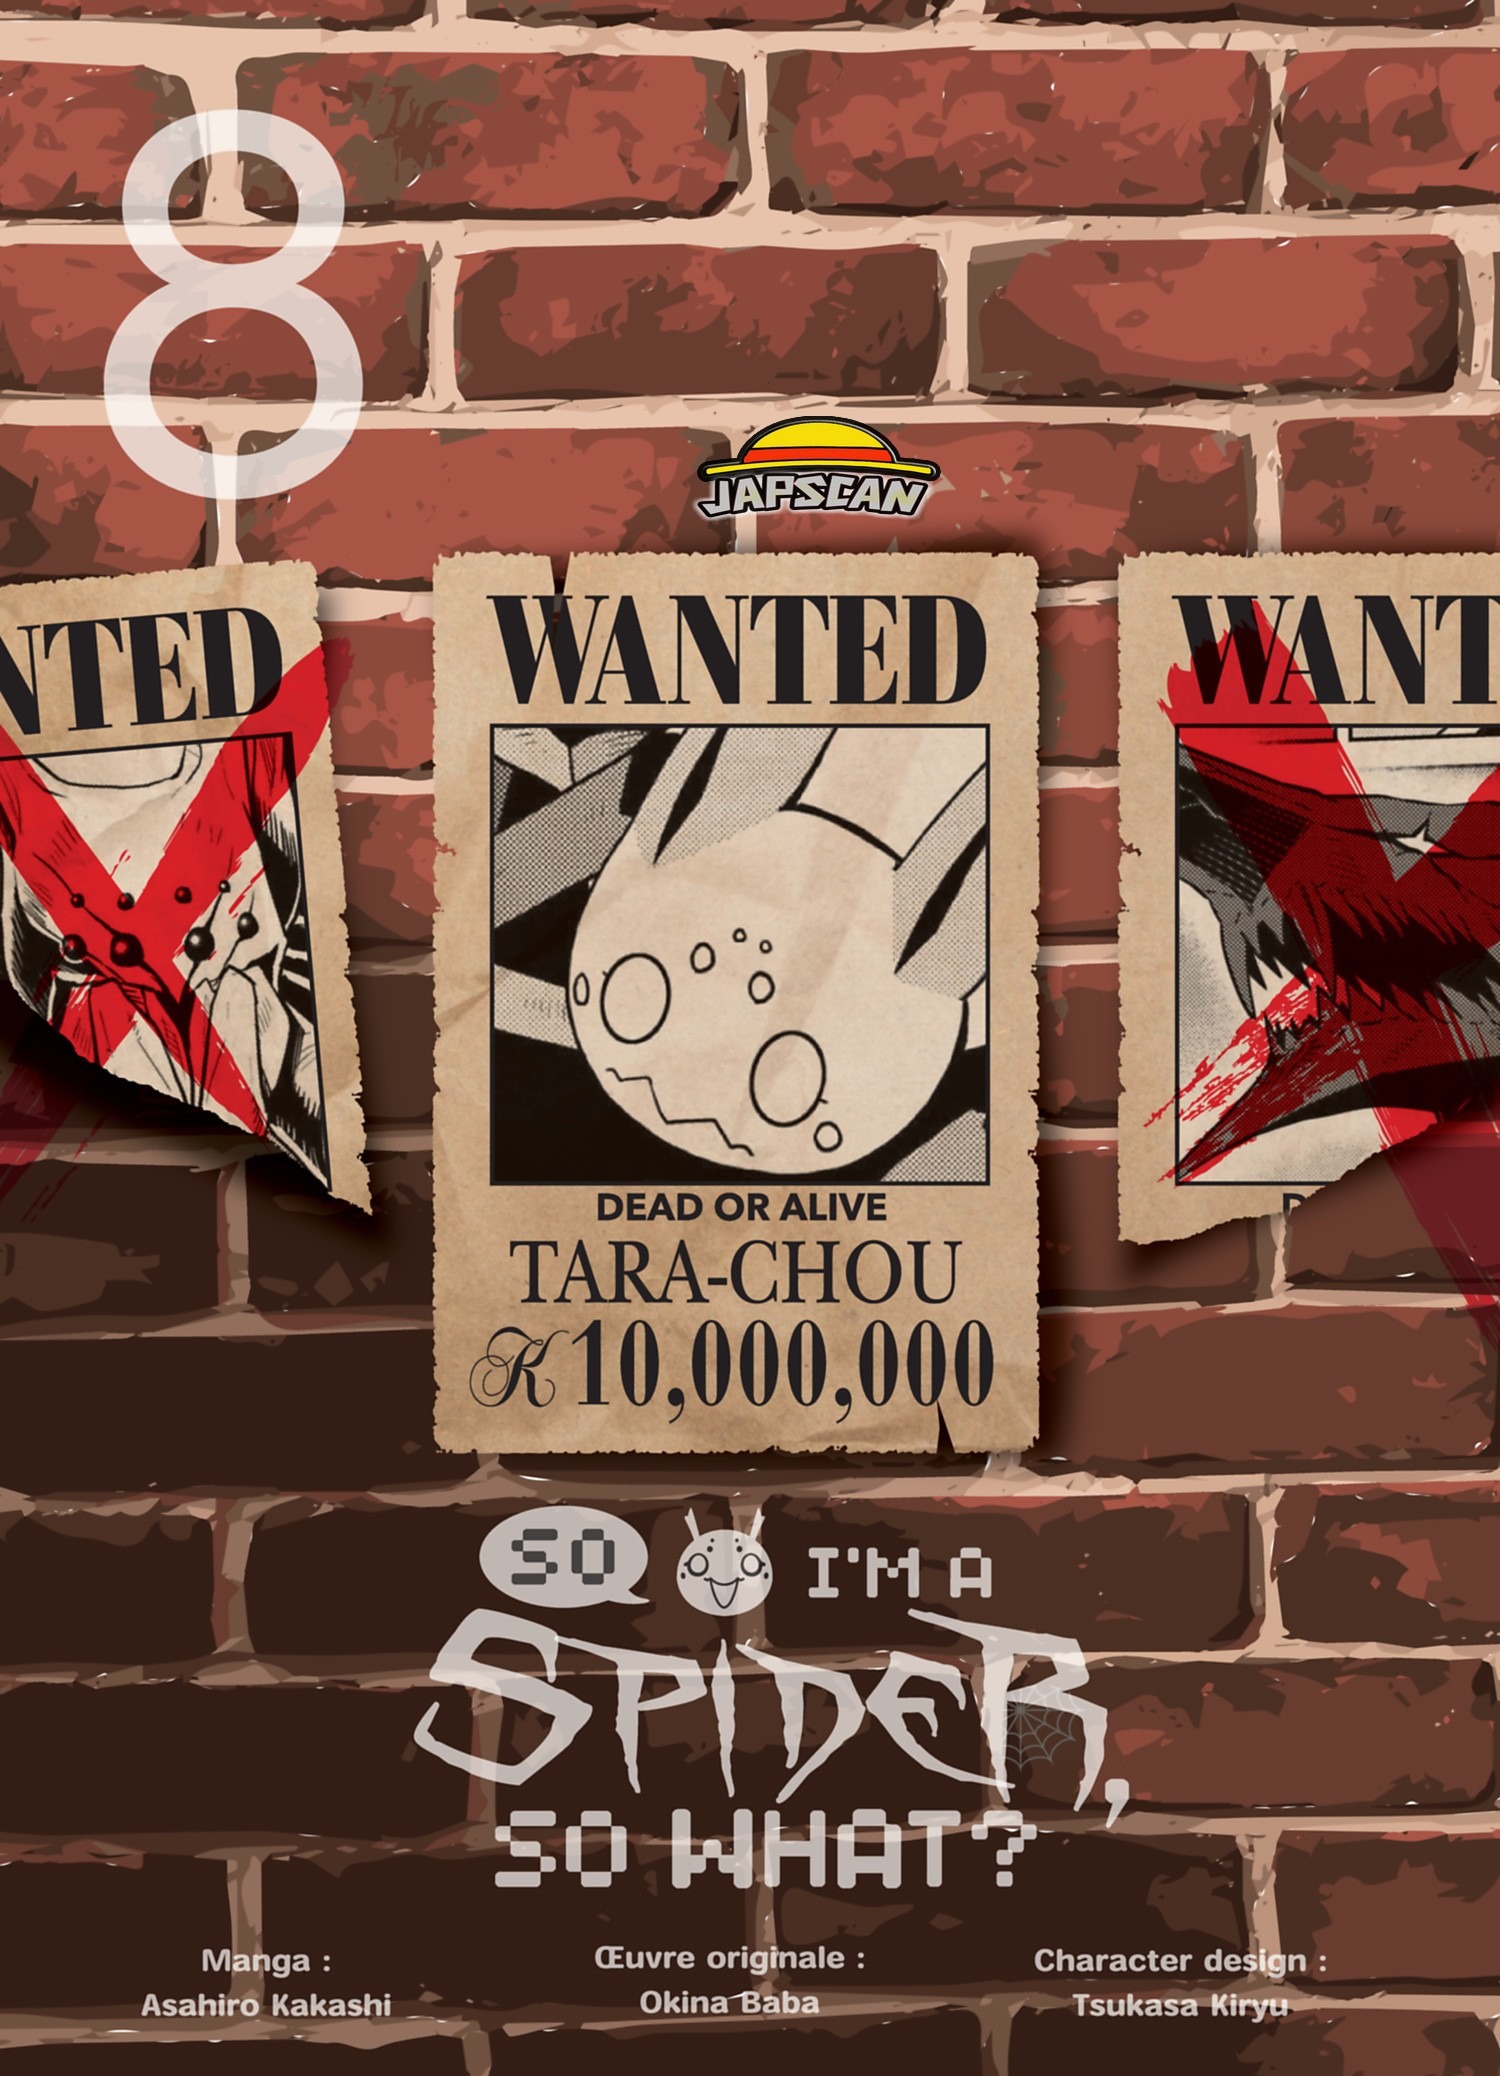 8
JAPSCAN
NTED
WANTED
WANT
DEAD OR ALIVE
D
TARA-CHOU
K 10,000,000
SO I'M A
SPIDER,
SO WHAT?
Manga :
Asahiro Kakashi
Œuvre originale :
Okina Baba
Character design :
Tsukasa Kiryu